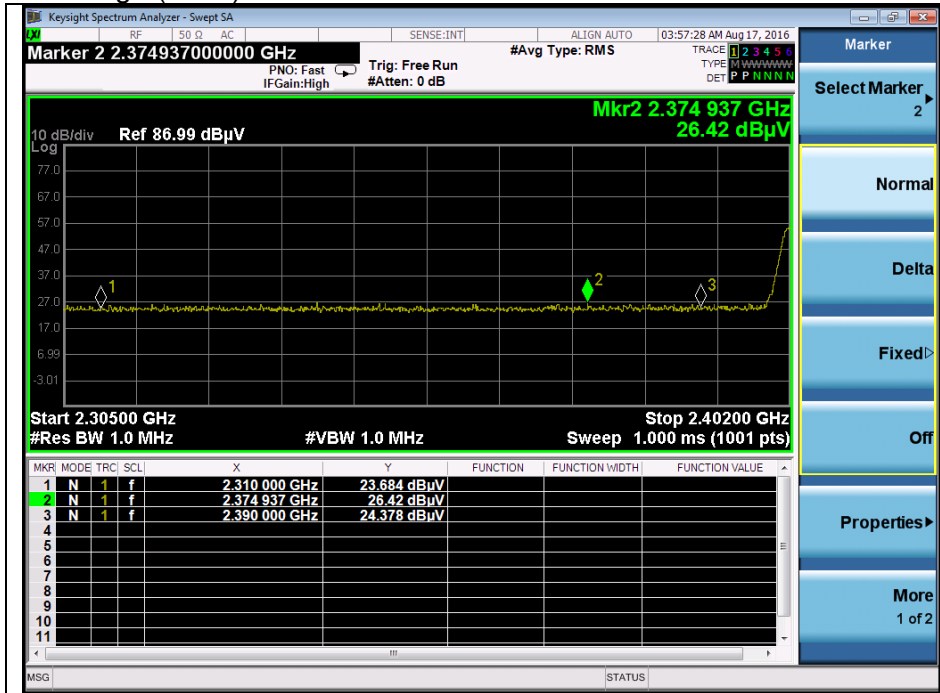 Keysight Spectrum Analyzer - Swept SA
LXI RF 50 Ω AC SENSE:INT ALIGN AUTO 03:57:28 AM Aug 17, 2016
Marker 2 2.374937000000 GHz
PNO: Fast
IFGain:High
Trig: Free Run
#Atten: 0 dB
#Avg Type: RMS
TRACE 1 2 3 4 5 6
TYPE M WWWWW
DET P P N N N N
Mkr2 2.374 937 GHz
26.42 dBµV
10 dB/div Ref 86.99 dBµV
Log
77.0
67.0
57.0
47.0
37.0
27.0
17.0
6.99
-3.01
1
2
3
Start 2.30500 GHz Stop 2.40200 GHz
#Res BW 1.0 MHz #VBW 1.0 MHz Sweep 1.000 ms (1001 pts)
MKR MODE TRC SCL X Y FUNCTION FUNCTION WIDTH FUNCTION VALUE
1 N 1 f 2.310 000 GHz 23.684 dBµV
2 N 1 f 2.374 937 GHz 26.42 dBµV
3 N 1 f 2.390 000 GHz 24.378 dBµV
4
5
6
7
8
9
10
11
MSG STATUS
Marker
Select Marker
2
Normal
Delta
Fixed
Off
Properties
More
1 of 2